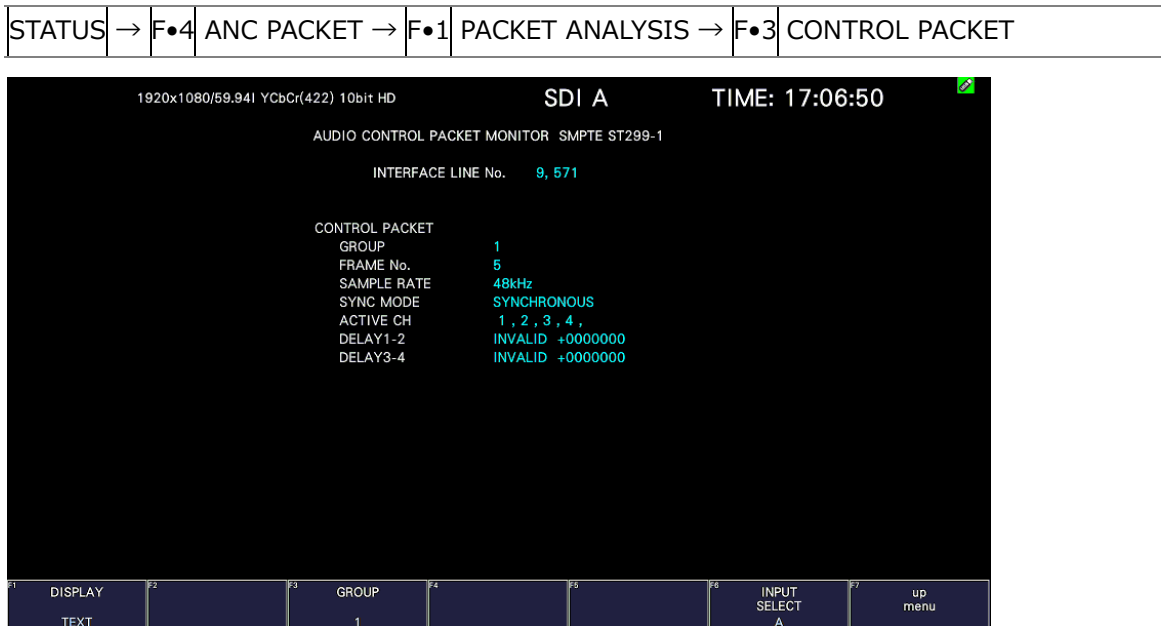 STATUS → F•4 ANC PACKET → F•1 PACKET ANALYSIS → F•3 CONTROL PACKET
1920x1080/59.94I YCbCr(422) 10bit HD SDI A TIME: 17:06:50
AUDIO CONTROL PACKET MONITOR SMPTE ST299-1
INTERFACE LINE No. 9, 571
CONTROL PACKET
GROUP 1
FRAME No. 5
SAMPLE RATE 48kHz
SYNC MODE SYNCHRONOUS
ACTIVE CH 1 , 2 , 3 , 4 ,
DELAY1-2 INVALID +0000000
DELAY3-4 INVALID +0000000
F1 DISPLAY F2 F3 GROUP F4 F5 F6 INPUT F7 up
SELECT menu
TEXT 1 A